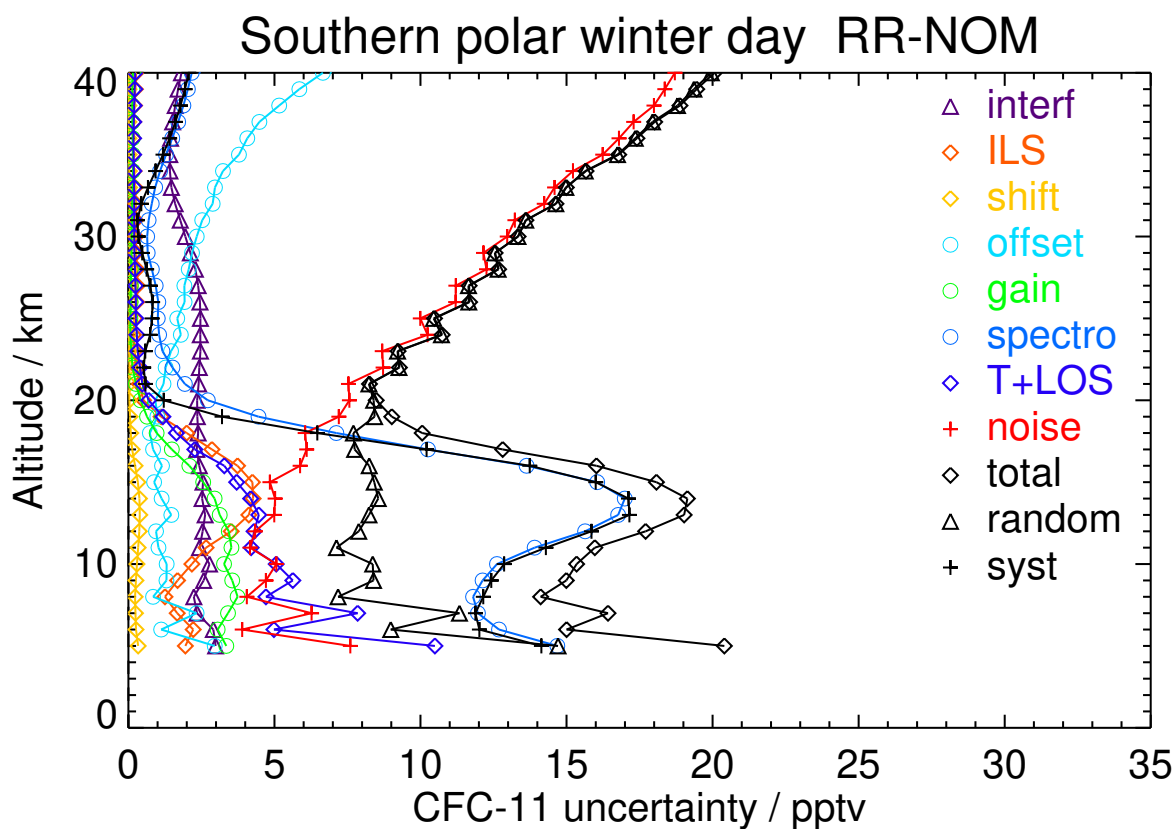 Southern polar winter day RR-NOM
40
30
20
10
0
Altitude / km
interf
ILS
shift
offset
gain
spectro
T+LOS
noise
total
random
syst
0 5 10 15 20 25 30 35
CFC-11 uncertainty / pptv